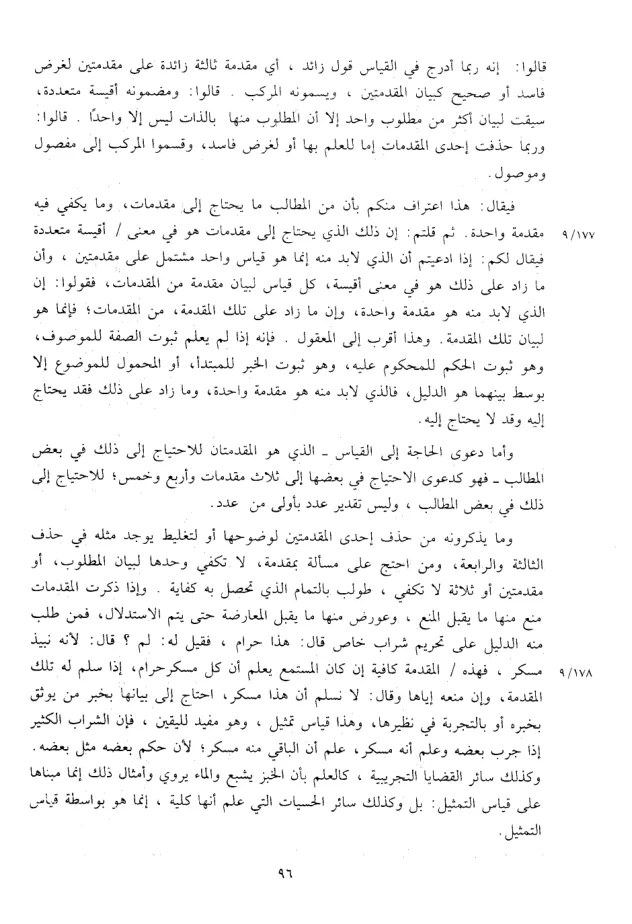 قالوا: إنه ربما أدرج في القياس قول زائد ، أي مقدمة ثالثة زائدة على مقدمتين لغرض
فاسد أو صحيح كبيان المقدمتين ، ويسمونه المركب . قالوا: ومضمونه أقيسة متعددة،
سيقت لبيان أكثر من مطلوب واحد إلا أن المطلوب منها بالذات ليس إلا واحدًا . قالوا:
وربما حذفت إحدى المقدمات إما للعلم بها أو لغرض فاسد، وقسموا المركب إلى مفصول
وموصول.
فيقال: هذا اعتراف منكم بأن من المطالب ما يحتاج إلى مقدمات، وما يكفي فيه
مقدمة واحدة. ثم قلتم: إن ذلك الذي يحتاج إلى مقدمات هو في معنى / أقيسة متعددة ٩/١٧٧
فيقال لكم: إذا ادعيتم أن الذي لابد منه إنما هو قياس واحد مشتمل على مقدمتين ، وأن
ما زاد على ذلك هو في معنى أقيسة، كل قياس لبيان مقدمة من المقدمات، فقولوا: إن
الذي لابد منه هو مقدمة واحدة، وإن ما زاد على تلك المقدمة، من المقدمات؛ فإنما هو
لبيان تلك المقدمة. وهذا أقرب إلى المعقول . فإنه إذا لم يعلم ثبوت الصفة للموصوف،
وهو ثبوت الحكم للمحكوم عليه، وهو ثبوت الخبر للمبتدأ، أو المحمول للموضوع إلا
بوسط بينهما هو الدليل، فالذي لابد منه هو مقدمة واحدة، وما زاد على ذلك فقد يحتاج
إليه وقد لا يحتاج إليه.
وأما دعوى الحاجة إلى القياس ـ الذي هو المقدمتان للاحتياج إلى ذلك في بعض
المطالب ـ فهو كدعوى الاحتياج في بعضها إلى ثلاث مقدمات وأربع وخمس؛ للاحتياج إلى
ذلك في بعض المطالب ، وليس تقدير عدد بأولى من عدد.
وما يذكرونه من حذف إحدى المقدمتين لوضوحها أو لتغليط يوجد مثله في حذف
الثالثة والرابعة، ومن احتج على مسألة بمقدمة، لا تكفي وحدها لبيان المطلوب، أو
مقدمتين أو ثلاثة لا تكفي ، طولب بالتمام الذي تحصل به كفاية . وإذا ذكرت المقدمات
منع منها ما يقبل المنع ، وعورض منها ما يقبل المعارضة حتى يتم الاستدلال، فمن طلب
منه الدليل على تحريم شراب خاص قال: هذا حرام ، فقيل له: لم ؟ قال: لأنه نبيذ
مسكر ، فهذه / المقدمة كافية إن كان المستمع يعلم أن كل مسكرحرام، إذا سلم له تلك ٩/١٧٨
المقدمة، وإن منعه إياها وقال: لا نسلم أن هذا مسكر، احتاج إلى بيانها بخبر من يوثق
بخبره أو بالتجربة في نظيرها، وهذا قياس تمثيل ، وهو مفيد لليقين ، فإن الشراب الكثير
إذا جرب بعضه وعلم أنه مسكر، علم أن الباقي منه مسكر؛ لأن حكم بعضه مثل بعضه.
وكذلك سائر القضايا التجريبية ، كالعلم بأن الخبز يشبع والماء يروي وأمثال ذلك إنما مبناها
على قياس التمثيل: بل وكذلك سائر الحسيات التي علم أنها كلية ، إنما هو بواسطة قياس
التمثيل.
٩٦